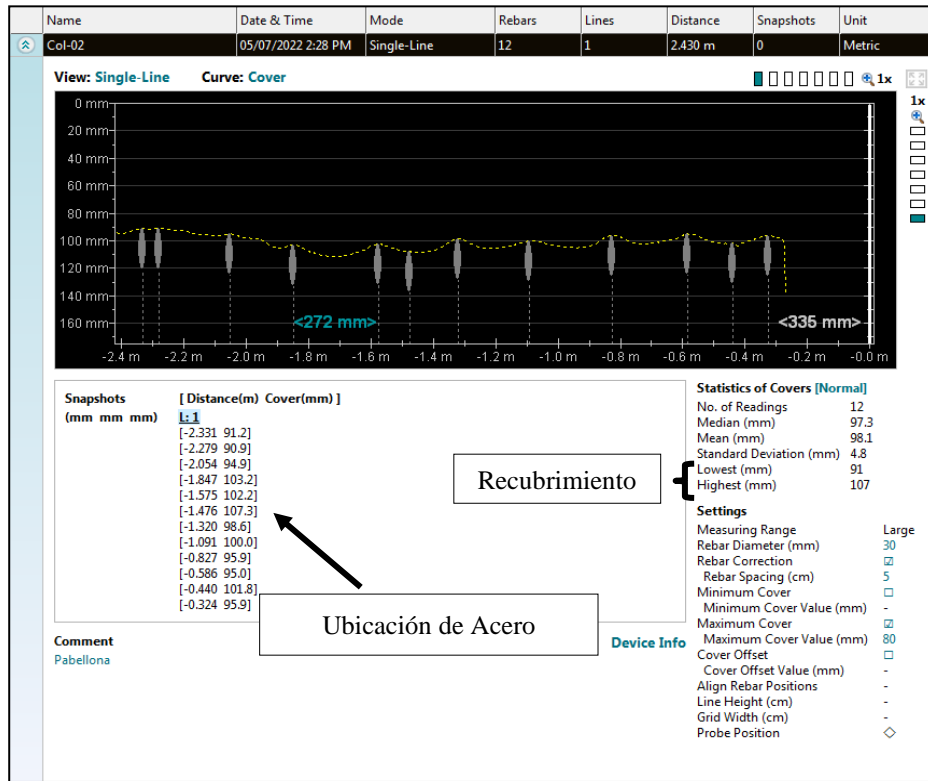 Name Date & Time Mode Rebars Lines Distance Snapshots Unit
Col-02 05/07/2022 2:28 PM Single-Line 12 1 2.430 m 0 Metric
View: Single-Line Curve: Cover 1x
1x
0 mm
20 mm
40 mm
60 mm
80 mm
100 mm
120 mm
140 mm
160 mm
<272 mm> <335 mm>
-2.4 m -2.2 m -2.0 m -1.8 m -1.6 m -1.4 m -1.2 m -1.0 m -0.8 m -0.6 m -0.4 m -0.2 m -0.0 m
Snapshots [ Distance(m) Cover(mm) ]
(mm mm mm) L: 1
[-2.331 91.2]
[-2.279 90.9]
[-2.054 94.9]
[-1.847 103.2]
[-1.575 102.2]
[-1.476 107.3]
[-1.320 98.6]
[-1.091 100.0]
[-0.827 95.9]
[-0.586 95.0]
[-0.440 101.8]
[-0.324 95.9]
Ubicación de Acero
Recubrimiento
Statistics of Covers [Normal]
No. of Readings 12
Median (mm) 97.3
Mean (mm) 98.1
Standard Deviation (mm) 4.8
Lowest (mm) 91
Highest (mm) 107
Settings
Measuring Range Large
Rebar Diameter (mm) 30
Rebar Correction ☑
Rebar Spacing (cm) 5
Minimum Cover ☐
Minimum Cover Value (mm) -
Maximum Cover ☑
Maximum Cover Value (mm) 80
Cover Offset ☐
Cover Offset Value (mm) -
Align Rebar Positions -
Line Height (cm) -
Grid Width (cm) -
Probe Position ◇
Comment Device Info
Pabellona